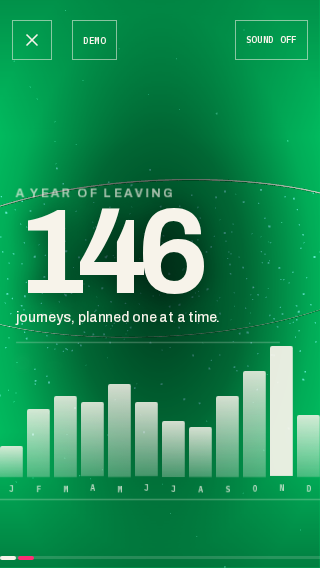 DEMO
SOUND OFF
A YEAR OF LEAVING
146
journeys, planned one at a time.
J F M A M J J A S O N D